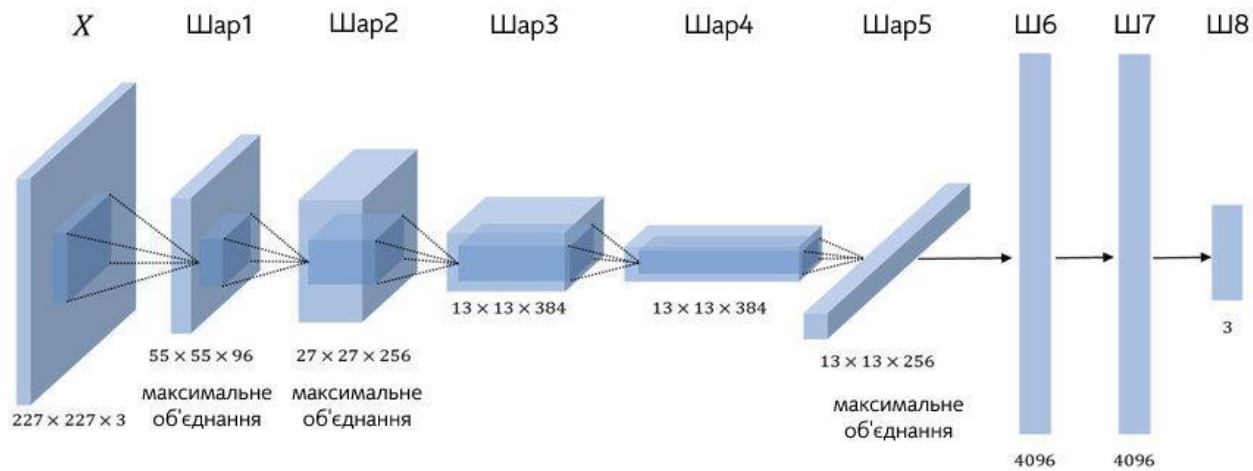 X Шар1 Шар2 Шар3 Шар4 Шар5 Ш6 Ш7 Ш8
227 × 227 × 3
55 × 55 × 96
максимальне
об'єднання
27 × 27 × 256
максимальне
об'єднання
13 × 13 × 384
13 × 13 × 384
13 × 13 × 256
максимальне
об'єднання
4096
4096
3